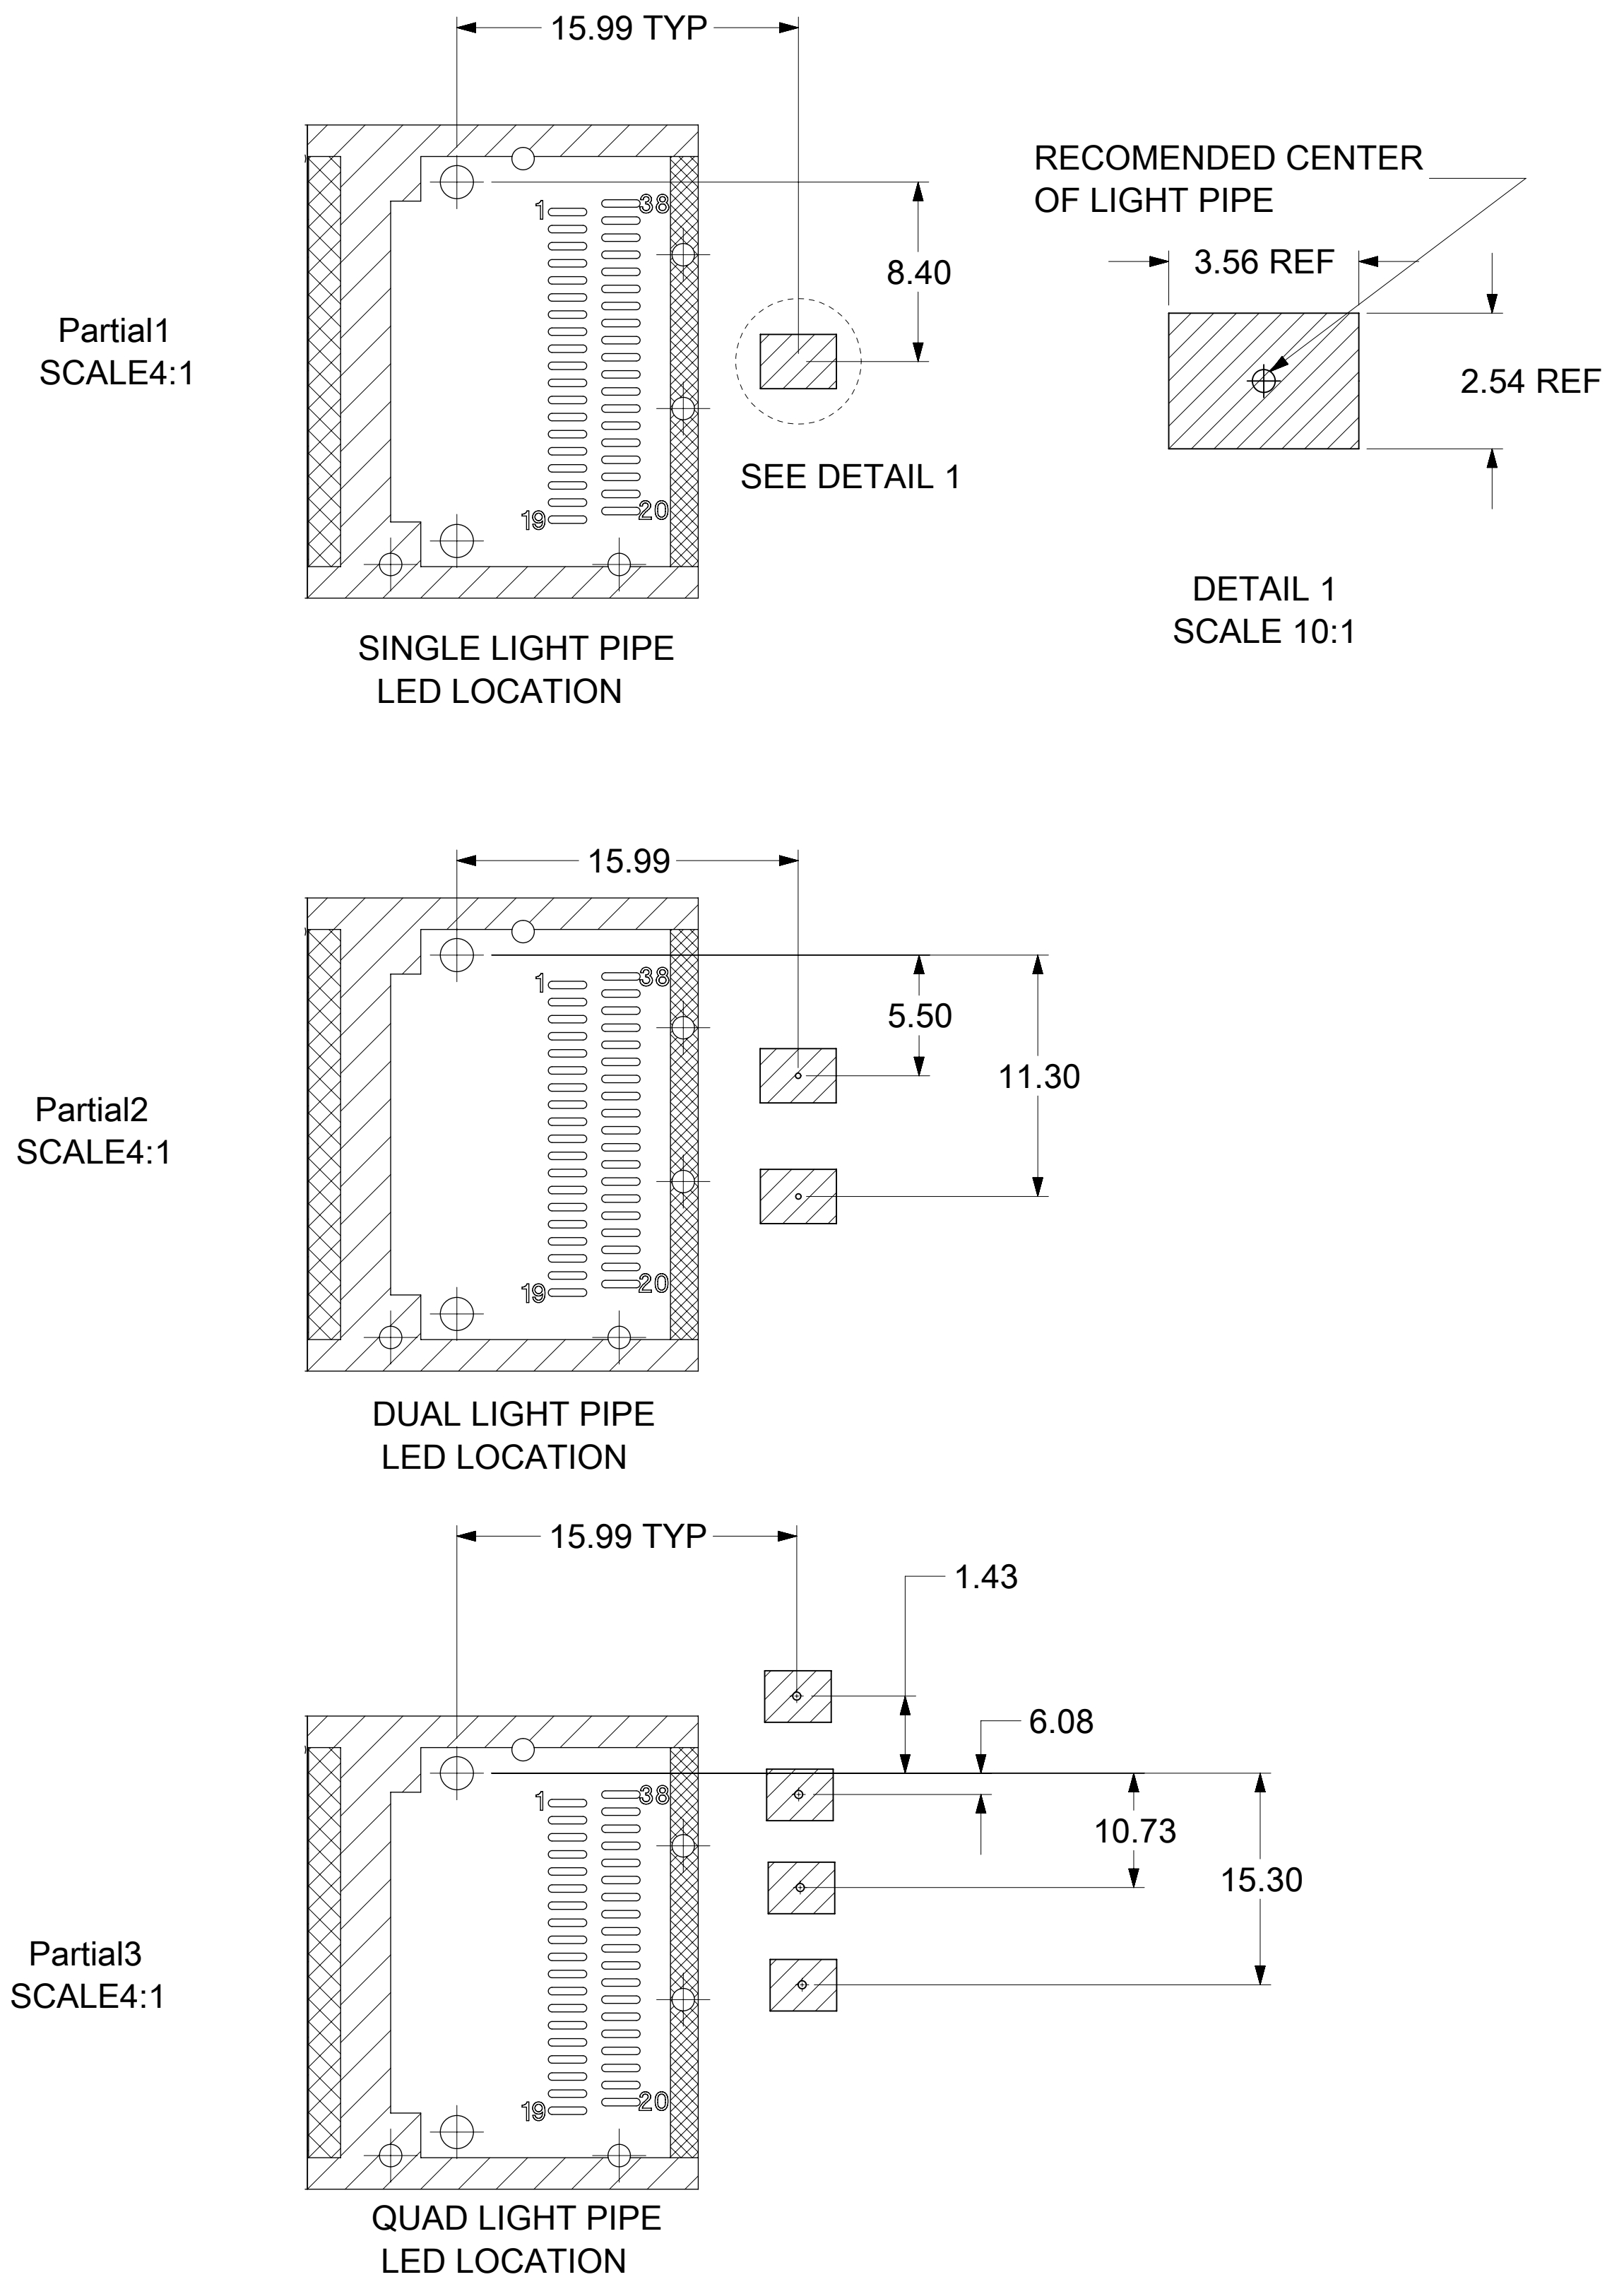 15.99 TYP
RECOMENDED CENTER
OF LIGHT PIPE
1
38
3.56 REF
8.40
Partial1
SCALE4:1
2.54 REF
SEE DETAIL 1
19
20
DETAIL 1
SCALE 10:1
SINGLE LIGHT PIPE
LED LOCATION
15.99
1
38
5.50
11.30
Partial2
SCALE4:1
19
20
DUAL LIGHT PIPE
LED LOCATION
15.99 TYP
1.43
6.08
1
38
10.73
15.30
Partial3
SCALE4:1
19
20
QUAD LIGHT PIPE
LED LOCATION